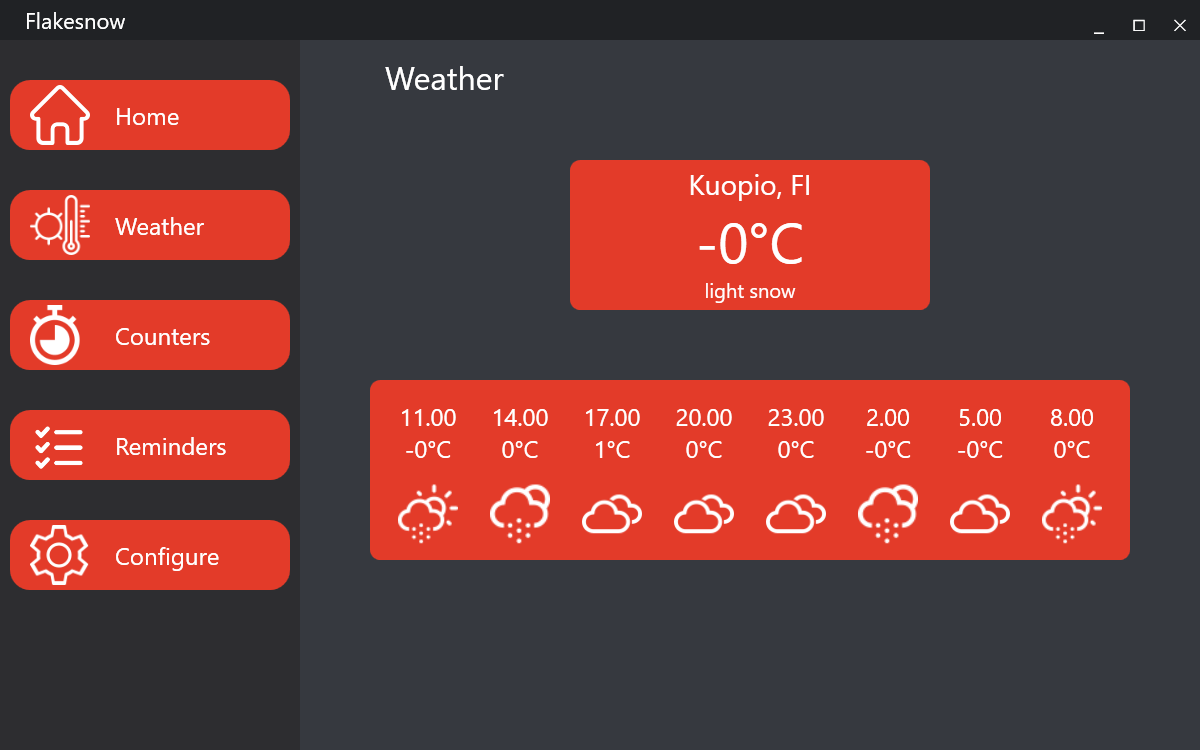 Flakesnow
Home
Weather
Counters
Reminders
Configure
Weather
Kuopio, FI
-0°C
light snow
11.00 14.00 17.00 20.00 23.00 2.00 5.00 8.00
-0°C 0°C 1°C 0°C 0°C -0°C -0°C 0°C